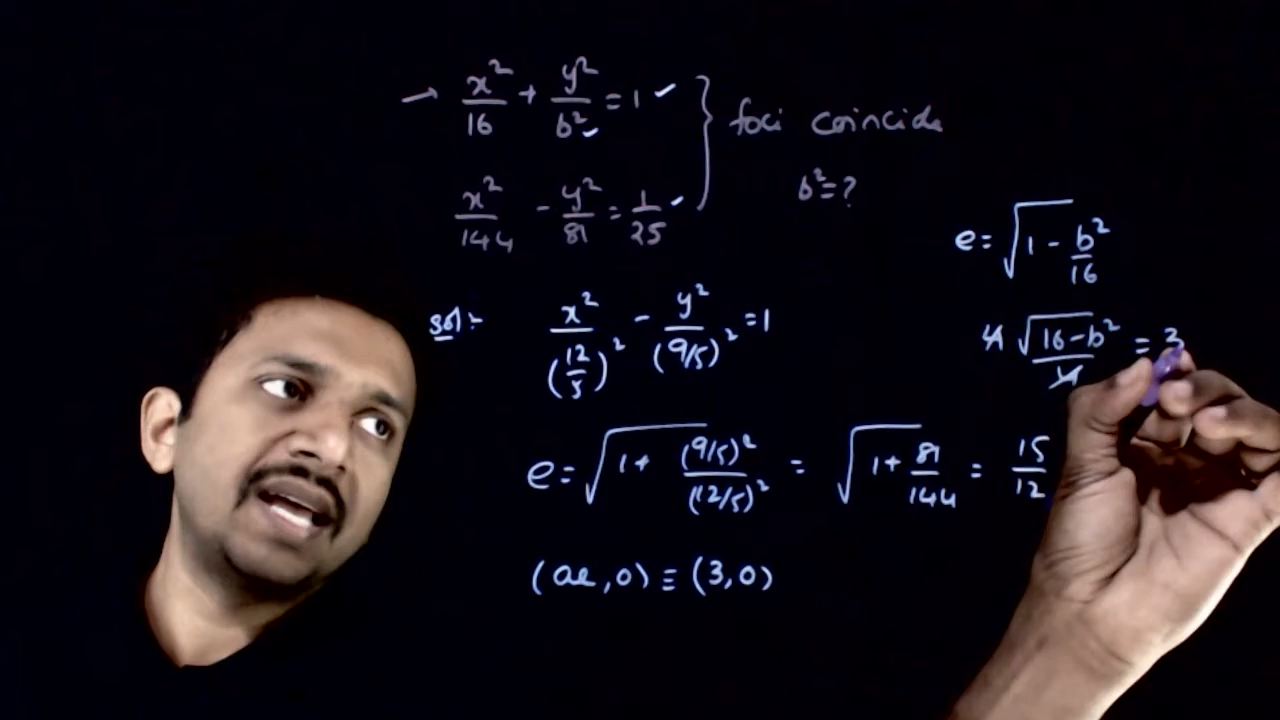 → x²/16 + y²/b² = 1 ✓ } foci coincide
b² = ?
x²/144 - y²/81 = 1/25 ✓
Sol:- x²/(12/5)² - y²/(9/5)² = 1
e = √(1 - b²/16)
4 √(16-b²)/4 = 3
e = √(1 + (9/5)²/(12/5)²) = √(1 + 81/144) = 15/12
(ae, 0) ≡ (3, 0)